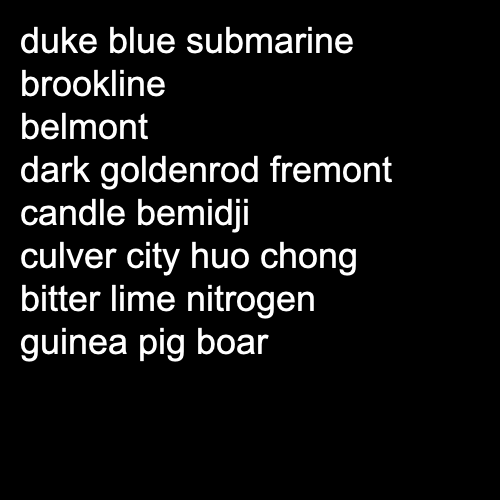 duke blue submarine
brookline
belmont
dark goldenrod fremont
candle bemidji
culver city huo chong
bitter lime nitrogen
guinea pig boar